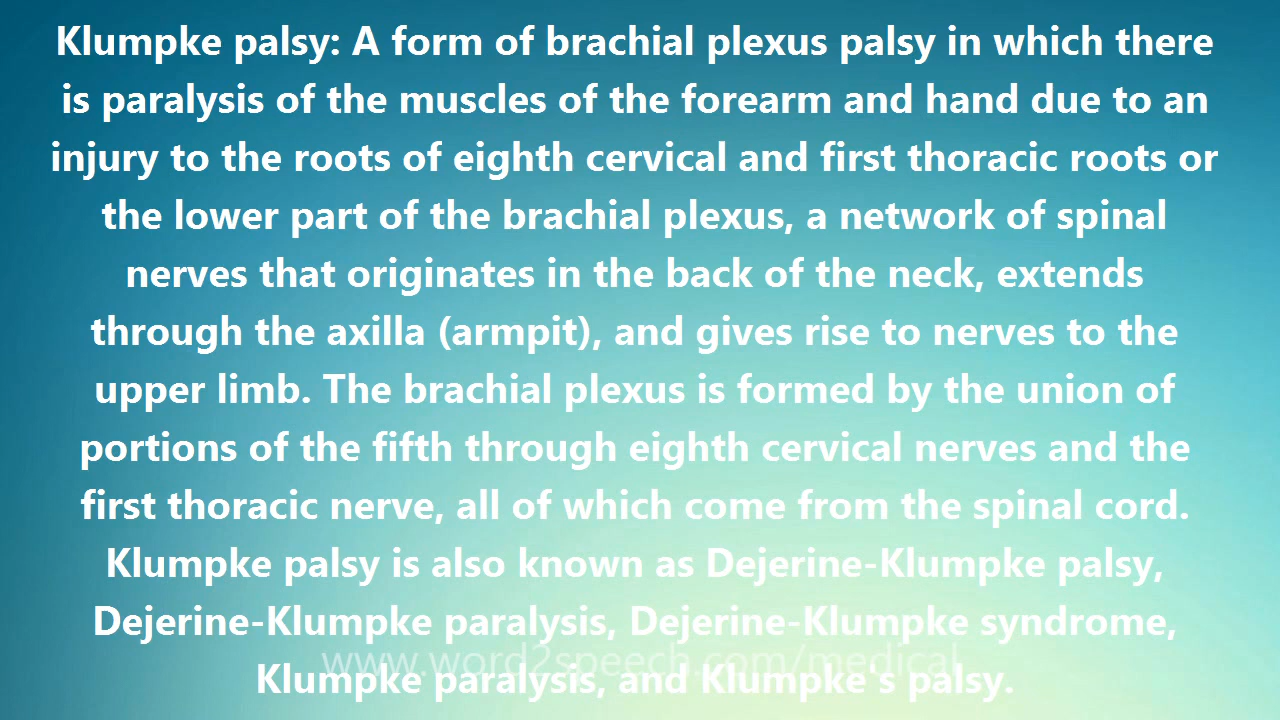 Klumpke palsy: A form of brachial plexus palsy in which there
is paralysis of the muscles of the forearm and hand due to an
injury to the roots of eighth cervical and first thoracic roots or
the lower part of the brachial plexus, a network of spinal
nerves that originates in the back of the neck, extends
through the axilla (armpit), and gives rise to nerves to the
upper limb. The brachial plexus is formed by the union of
portions of the fifth through eighth cervical nerves and the
first thoracic nerve, all of which come from the spinal cord.
Klumpke palsy is also known as Dejerine-Klumpke palsy,
Dejerine-Klumpke paralysis, Dejerine-Klumpke syndrome,
www.word2speech.com/medical
Klumpke paralysis, and Klumpke's palsy.